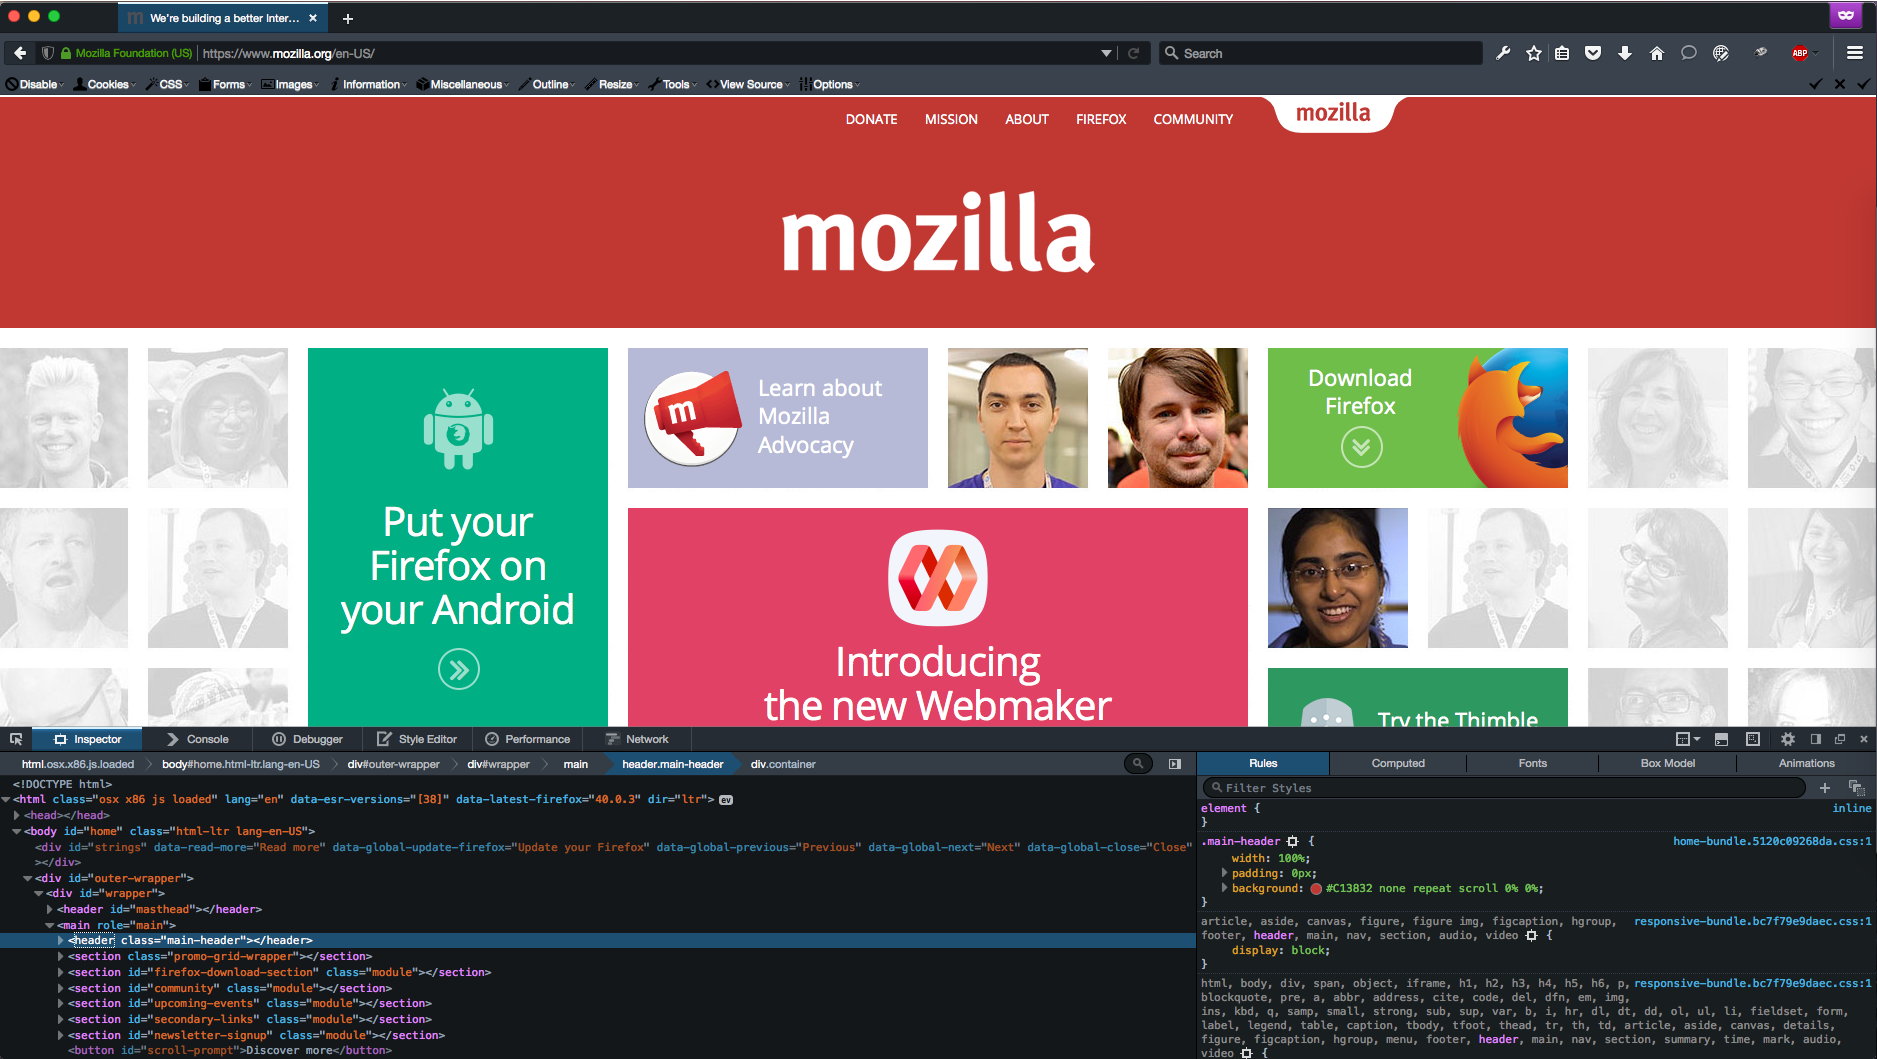 We're building a better Inter...
Mozilla Foundation (US) https://www.mozilla.org/en-US/
Search
ABP
Disable Cookies CSS Forms Images Information Miscellaneous Outline Resize Tools View Source Options
DONATE MISSION ABOUT FIREFOX COMMUNITY mozilla
mozilla
Put your
Firefox on
your Android
m
Learn about
Mozilla
Advocacy
Download
Firefox
Introducing
the new Webmaker
Try the Thimble
Inspector Console Debugger Style Editor Performance Network
html.osx.x86.js.loaded body#home.html-ltr.lang-en-US div#outer-wrapper div#wrapper main header.main-header div.container
<!DOCTYPE html>
<html class="osx x86 js loaded" lang="en" data-esr-versions="[38]" data-latest-firefox="40.0.3" dir="ltr"> ev
<head></head>
<body id="home" class="html-ltr lang-en-US">
<div id="strings" data-read-more="Read more" data-global-update-firefox="Update your Firefox" data-global-previous="Previous" data-global-next="Next" data-global-close="Close"
></div>
<div id="outer-wrapper">
<div id="wrapper">
<header id="masthead"></header>
<main role="main">
<header class="main-header"></header>
<section class="promo-grid-wrapper"></section>
<section id="firefox-download-section" class="module"></section>
<section id="community" class="module"></section>
<section id="upcoming-events" class="module"></section>
<section id="secondary-links" class="module"></section>
<section id="newsletter-signup" class="module"></section>
<button id="scroll-prompt">Discover more</button>
Rules Computed Fonts Box Model Animations
Filter Styles
element { inline
}
.main-header { home-bundle.5120c09268da.css:1
width: 100%;
padding: 0px;
background: #C13832 none repeat scroll 0% 0%;
}
article, aside, canvas, figure, figure img, figcaption, hgroup, responsive-bundle.bc7f79e9daec.css:1
footer, header, main, nav, section, audio, video {
display: block;
}
html, body, div, span, object, iframe, h1, h2, h3, h4, h5, h6, p, responsive-bundle.bc7f79e9daec.css:1
blockquote, pre, a, abbr, address, cite, code, del, dfn, em, img,
ins, kbd, q, samp, small, strong, sub, sup, var, b, i, hr, dl, dt, dd, ol, ul, li, fieldset, form,
label, legend, table, caption, tbody, tfoot, thead, tr, th, td, article, aside, canvas, details,
figure, figcaption, hgroup, menu, footer, header, main, nav, section, summary, time, mark, audio,
video {